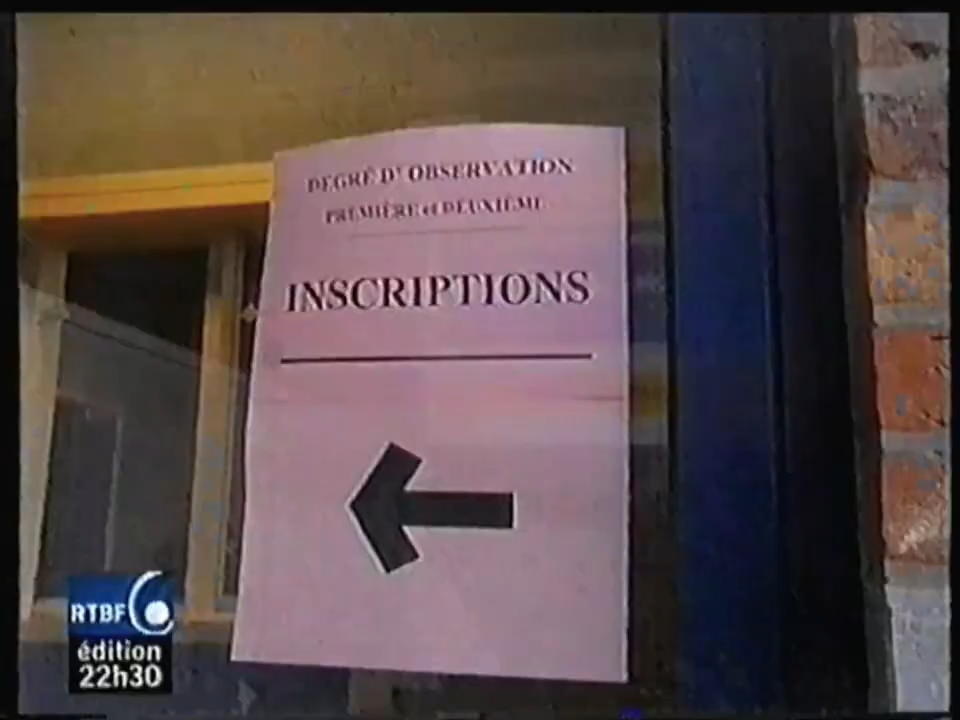 DEGRÉ D'OBSERVATION
PREMIÈRE et DEUXIÈME
INSCRIPTIONS
RTBF
édition
22h30